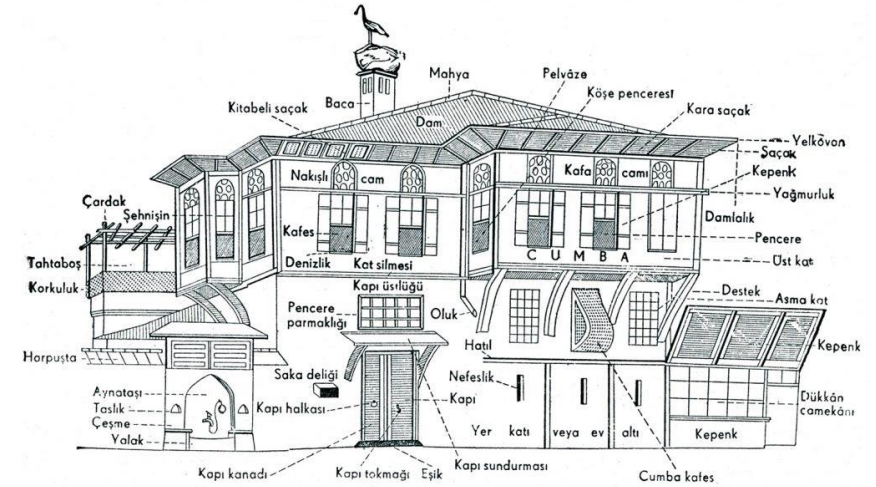 Mahya
Pelvâze
Baca
Köşe penceresi
Kitabeli saçak
Kara saçak
Dam
Yelkovan
Saçak
Nakışlı cam
Kafa camı
Kepenk
Çardak
Şehnişin
Yağmurluk
Damlalık
Kafes
Pencere
CUMBA
Tahtaboş
Denizlik
Kat silmesi
Üst kat
Korkuluk
Kapı üslüğü
Destek
Asma kat
Pencere
parmaklığı
Oluk
Horpuşta
Hatıl
Kepenk
Saka deliği
Nefeslik
Aynataşı
Taslık
Kapı halkası
Kapı
Dükkân
camekânı
Çeşme
Yalak
Yer katı veya ev altı
Kepenk
Kapı kanadı
Kapı tokmağı
Eşik
Kapı sundurması
Cumba kafes